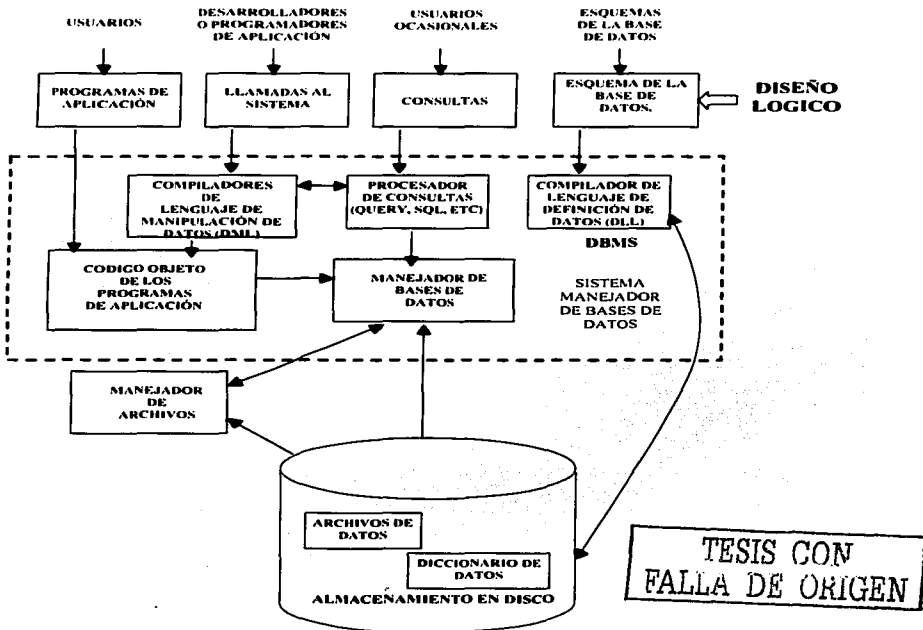 USUARIOS
DESARROLLADORES
O PROGRAMADORES
DE APLICACIÓN
USUARIOS
OCASIONALES
ESQUEMAS
DE LA BASE
DE DATOS
PROGRAMAS DE
APLICACIÓN
LLAMADAS AL
SISTEMA
CONSULTAS
ESQUEMA DE LA
BASE DE
DATOS.
DISEÑO
LOGICO
COMPILADORES
DE
LENGUAJE DE
MANIPULACIÓN DE
DATOS (DML)
PROCESADOR
DE CONSULTAS
(QUERY, SQL, ETC)
COMPILADOR DE
LENGUAJE DE
DEFINICIÓN DE
DATOS (DLL)
DBMS
CODIGO OBJETO
DE LOS
PROGRAMAS
DE APLICACIÓN
MANEJADOR DE
BASES DE
DATOS
SISTEMA
MANEJADOR
DE BASES DE
DATOS
MANEJADOR
DE
ARCHIVOS
ARCHIVOS DE
DATOS
DICCIONARIO DE
DATOS
ALMACEÑAMIENTO EN DISCO
TESIS CON
FALLA DE ORIGEN